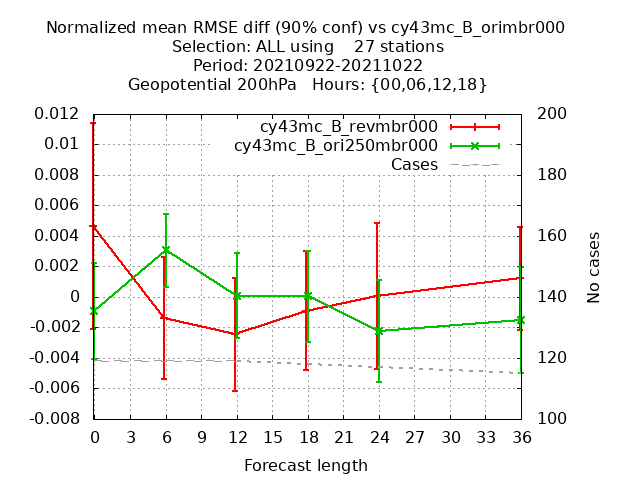 Normalized mean RMSE diff (90% conf) vs cy43mc_B_orimbr000
Selection: ALL using    27 stations
Period: 20210922-20211022
Geopotential 200hPa   Hours: {00,06,12,18}
cy43mc_B_revmbr000
cy43mc_B_ori250mbr000
Cases
0.012
0.01
0.008
0.006
0.004
0.002
0
-0.002
-0.004
-0.006
-0.008
200
180
160
140
120
100
No cases
0 3 6 9 12 15 18 21 24 27 30 33 36
Forecast length